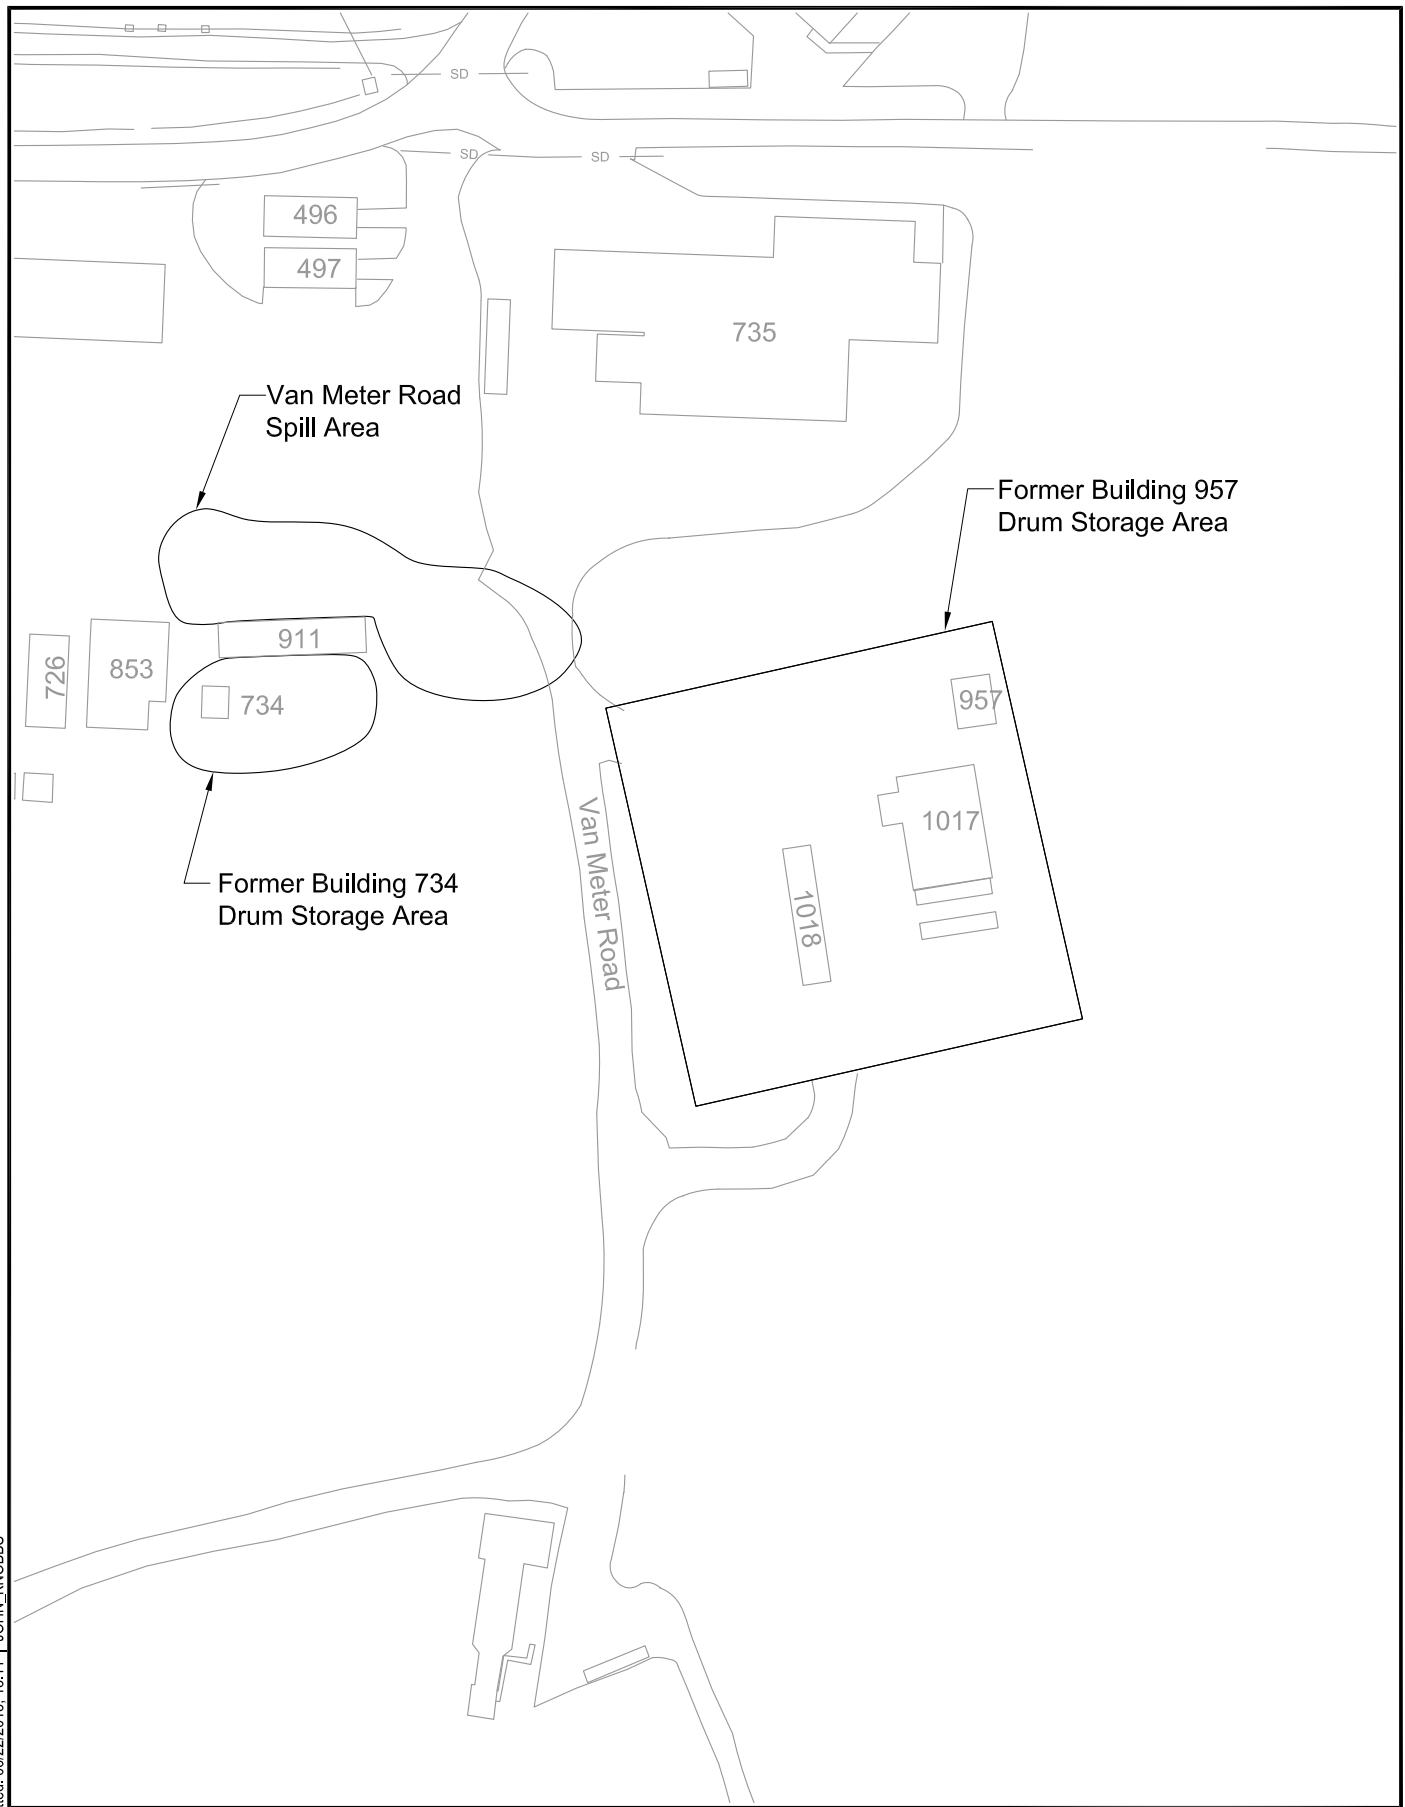 SD
SD
SD
496
497
735
Van Meter Road
Spill Area
Former Building 957
Drum Storage Area
911
726
853
734
957
1017
Van Meter Road
1018
Former Building 734
Drum Storage Area